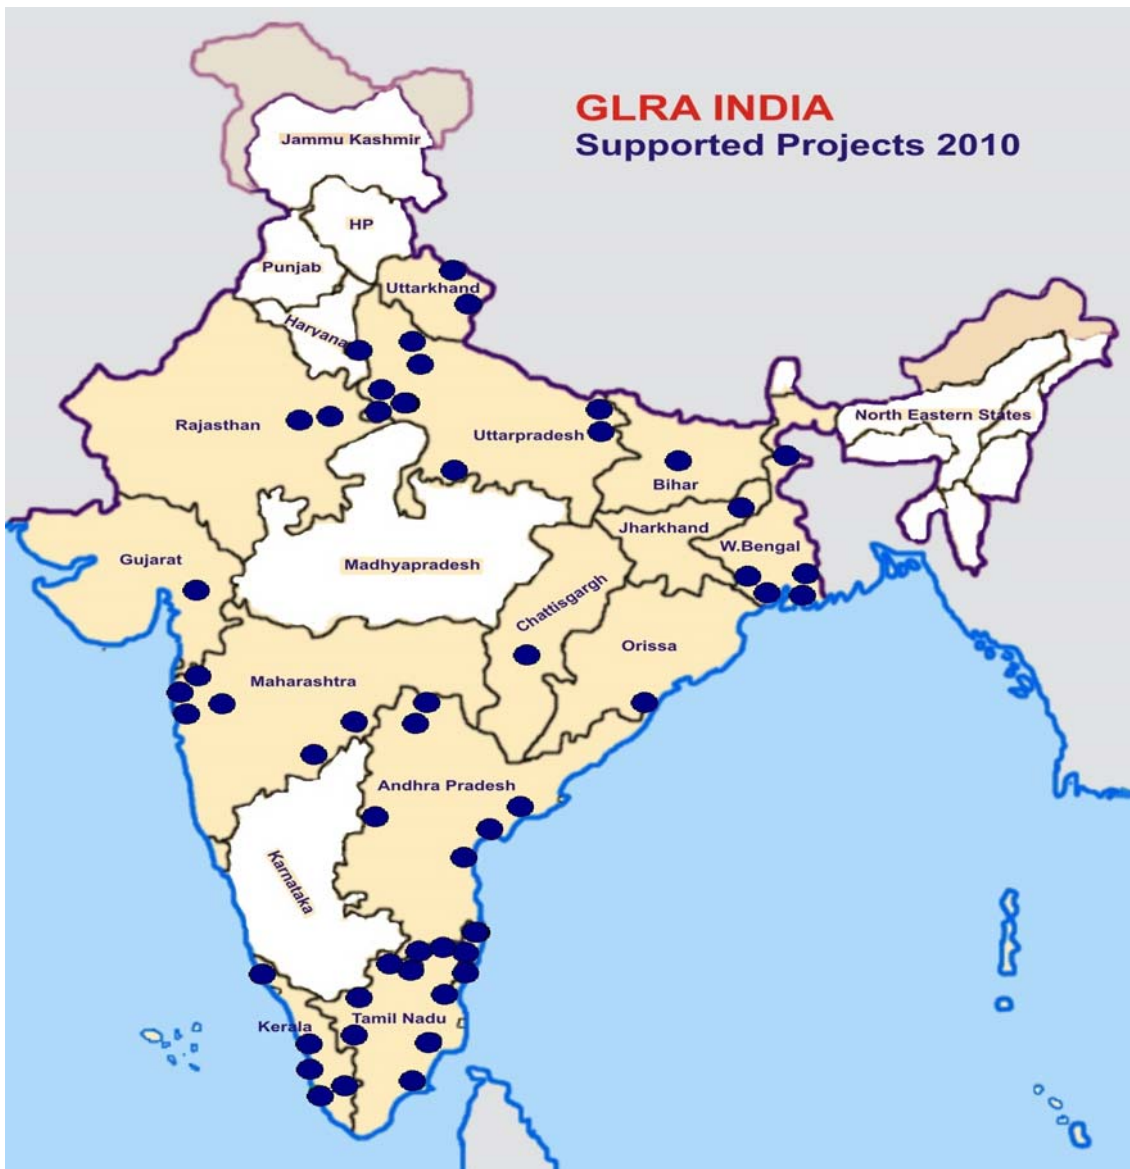 GLRA INDIA
Supported Projects 2010
Jammu Kashmir
HP
Punjab
Uttarkhand
Haryana
Rajasthan
Uttarpradesh
North Eastern States
Bihar
Jharkhand
W.Bengal
Gujarat
Madhyapradesh
Chattisgargh
Orissa
Maharashtra
Andhra Pradesh
Karnataka
Tamil Nadu
Kerala